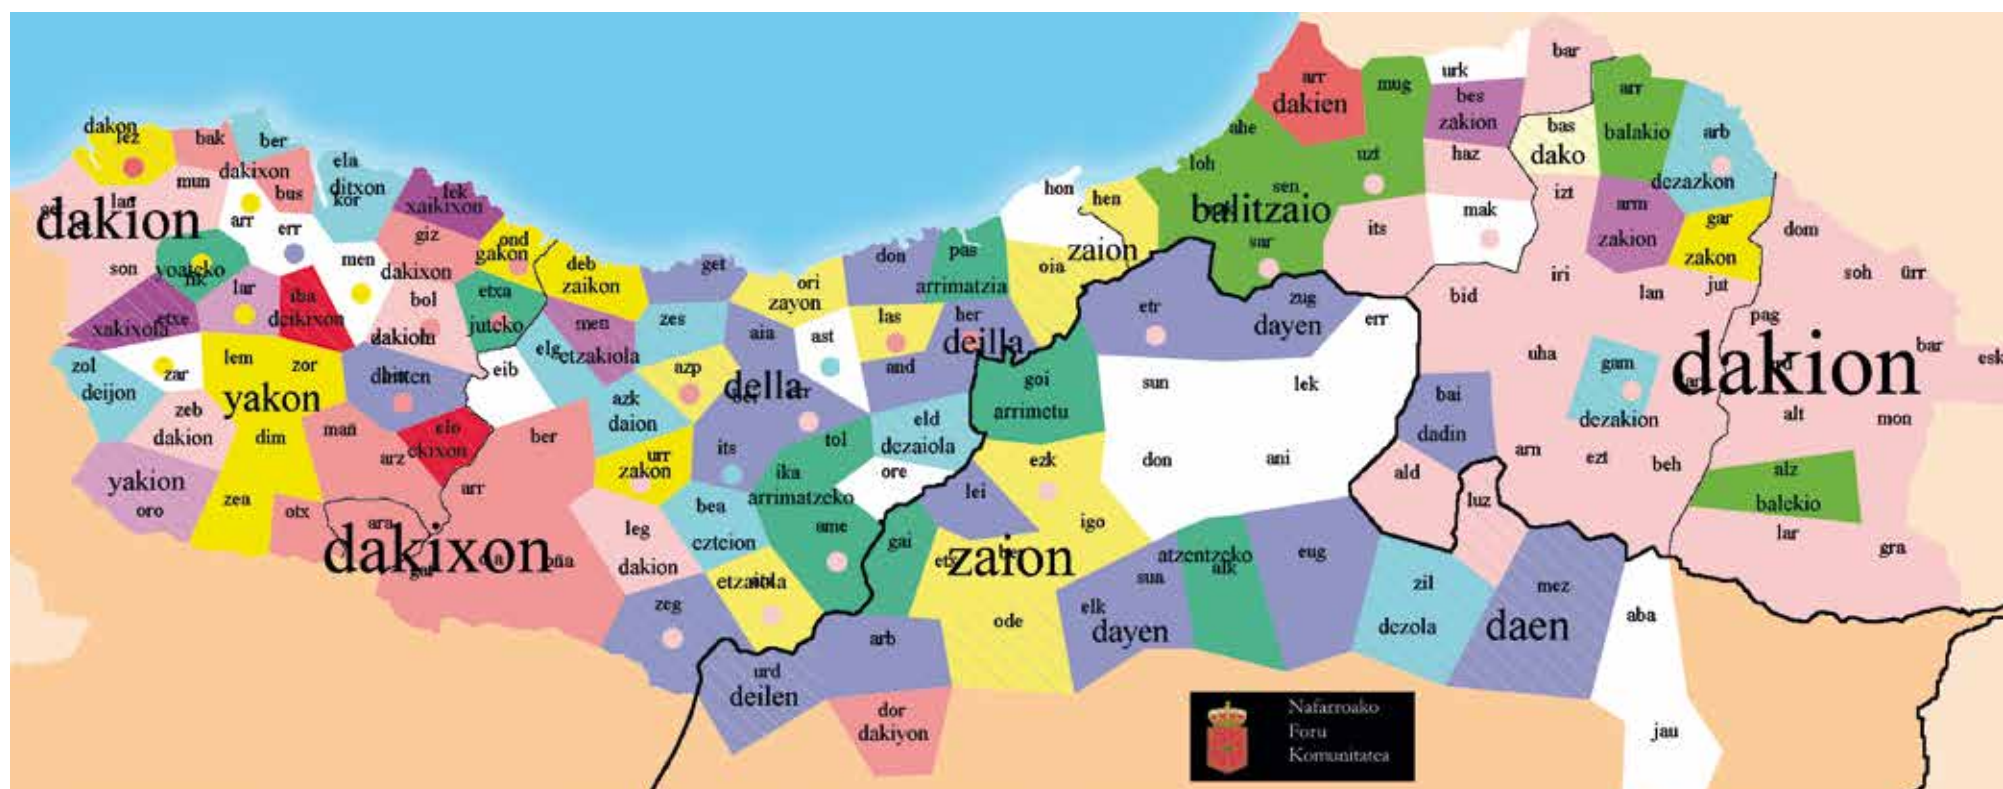 dakon
lez
bak
ber
dakixon
mun
bus
lau
dakion
arr
err
ela
ditxon
kor
lek
xaikixon
giz
dakixon
ond
gakon
son
yoateko
men
lar
iba
deikixon
bol
etxa
juteko
xakixola
etxe
zol
deijon
zar
lem
zor
yakon
zeb
dakion
dim
mañ
arz
elo
ekixon
yakion
oro
zea
otx
ara
arr
dakixon
deb
zaikon
men
etzakiola
elg
eib
ber
get
zes
ori
zayon
don
pas
arrimatzia
aia
ast
las
her
deilla
azp
della
and
azk
daion
urr
zakon
its
tol
eld
dezaiola
ika
arrimatzeko
ore
bea
ezteion
ame
leg
dakion
etzaiola
zeg
hon
hen
zaion
oia
arr
dakien
mug
ahe
loh
sen
uzt
balitzaio
sar
its
urk
bes
zakion
haz
mak
bar
bas
dako
izt
arr
balakio
arb
dezazkon
arm
zakion
gar
zakon
jut
lan
iri
bid
dom
soh
ürr
pag
bar
esk
dakion
uha
gam
dezakion
alt
mon
arn
ezt
beh
alz
balekio
lar
gra
etr
zug
dayen
err
goi
arrimetu
sun
lek
bai
dadin
ald
luz
don
ani
ezk
lei
igo
gai
zaion
atzentzeko
sua
eug
elk
dayen
ode
zil
dezola
mez
daen
aba
jau
arb
urd
deilen
dor
dakiyon
Nafarroako
Foru
Komunitatea